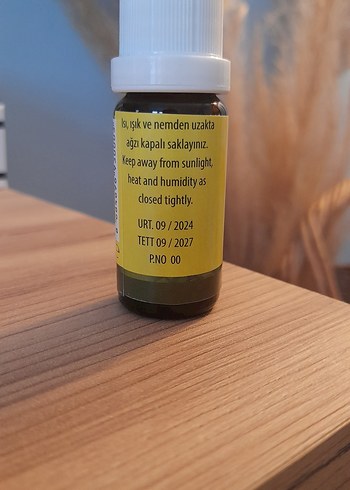 Isı, ışık ve nemden uzakta
ağzı kapalı saklayınız.
Keep away from sunlight,
heat and humidity as
closed tightly.
URT. 09 / 2024
TETT 09 / 2027
P.NO 00